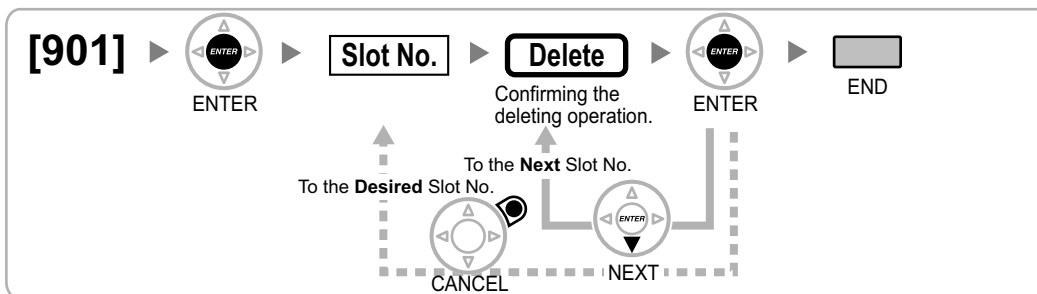 [901]
ENTER
ENTER
Slot No.
Delete
Confirming the
deleting operation.
ENTER
ENTER
END
To the Next Slot No.
To the Desired Slot No.
ENTER
CANCEL
NEXT